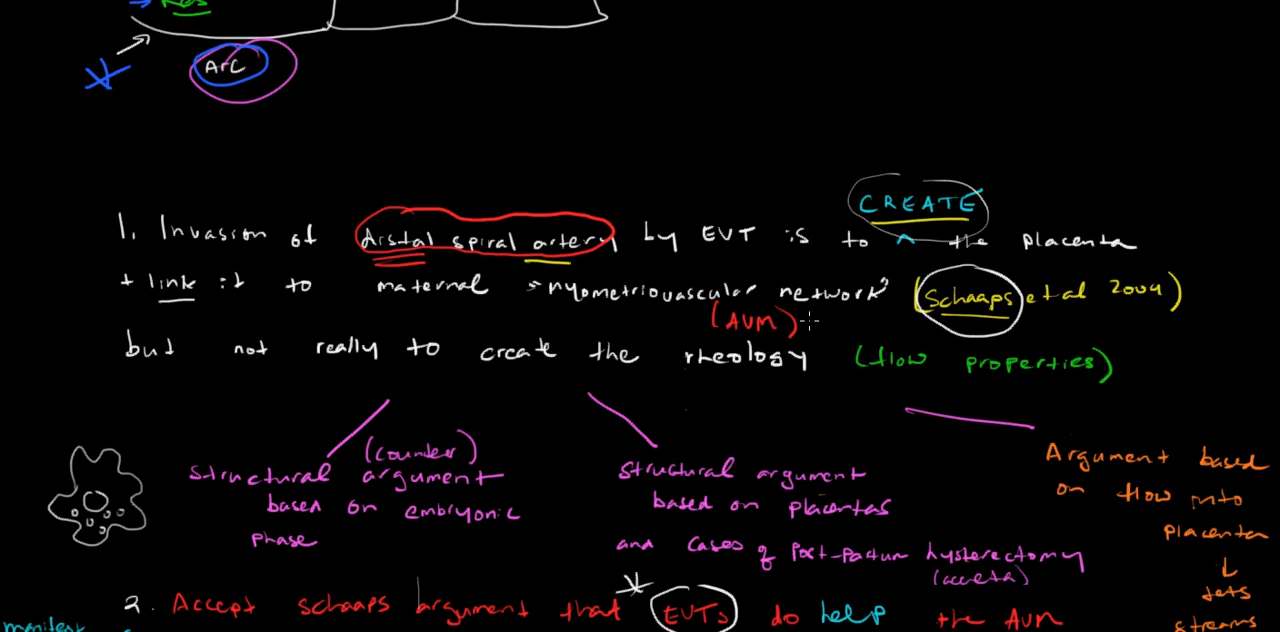 Res
Arc
CREATE
1. Invasion of distal spiral artery by EVT is to ^ the placenta
+ link it to maternal "myometriovascular network" (Schaaps et al 2004)
(AVM)
but not really to create the rheology (flow properties)
(counter)
Structural argument
based on embryonic
phase
Structural argument
based on placentas
and cases of Post-partum hysterectomy
(accreta)
Argument based
on flow into
placenta
↓
Jets
streams
2. Accept schaaps argument that EVTs do help the AVM
manifest